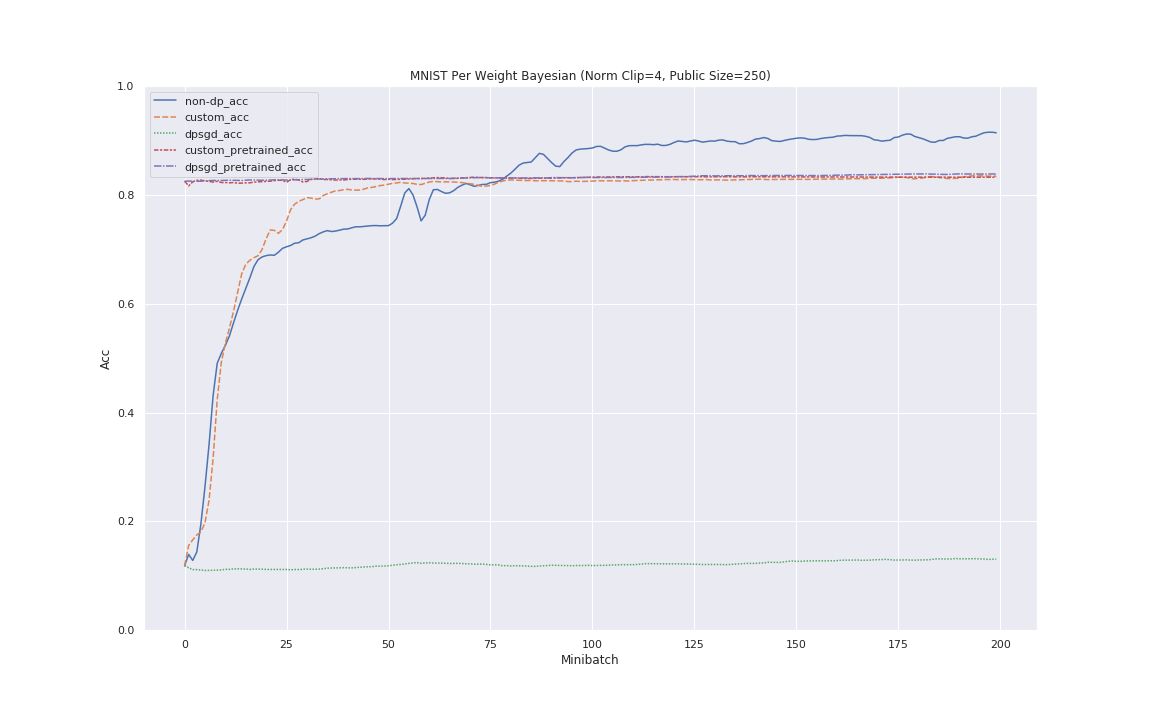 MNIST Per Weight Bayesian (Norm Clip=4, Public Size=250)
1.0
0.8
0.6
0.4
0.2
0.0
Acc
non-dp_acc
custom_acc
dpsgd_acc
custom_pretrained_acc
dpsgd_pretrained_acc
0 25 50 75 100 125 150 175 200
Minibatch